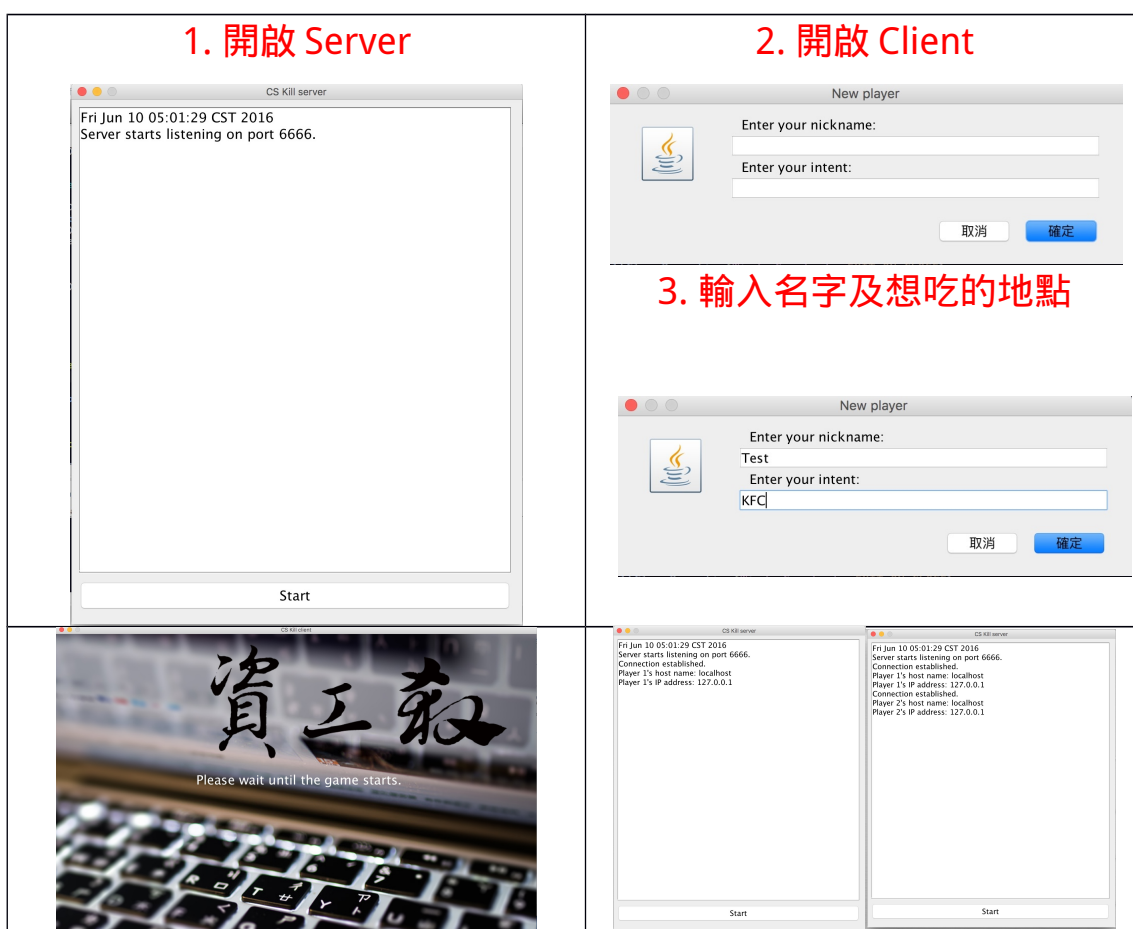 1. 開啟 Server
CS Kill server
Fri Jun 10 05:01:29 CST 2016
Server starts listening on port 6666.
Start
2. 開啟 Client
New player
Enter your nickname:
Enter your intent:
取消
確定
3. 輸入名字及想吃的地點
New player
Enter your nickname:
Test
Enter your intent:
KFC
取消
確定
CS Kill client
資工殺
Please wait until the game starts.
CS Kill server
Fri Jun 10 05:01:29 CST 2016
Server starts listening on port 6666.
Connection established.
Player 1's host name: localhost
Player 1's IP address: 127.0.0.1
Start
CS Kill server
Fri Jun 10 05:01:29 CST 2016
Server starts listening on port 6666.
Connection established.
Player 1's host name: localhost
Player 1's IP address: 127.0.0.1
Connection established.
Player 2's host name: localhost
Player 2's IP address: 127.0.0.1
Start